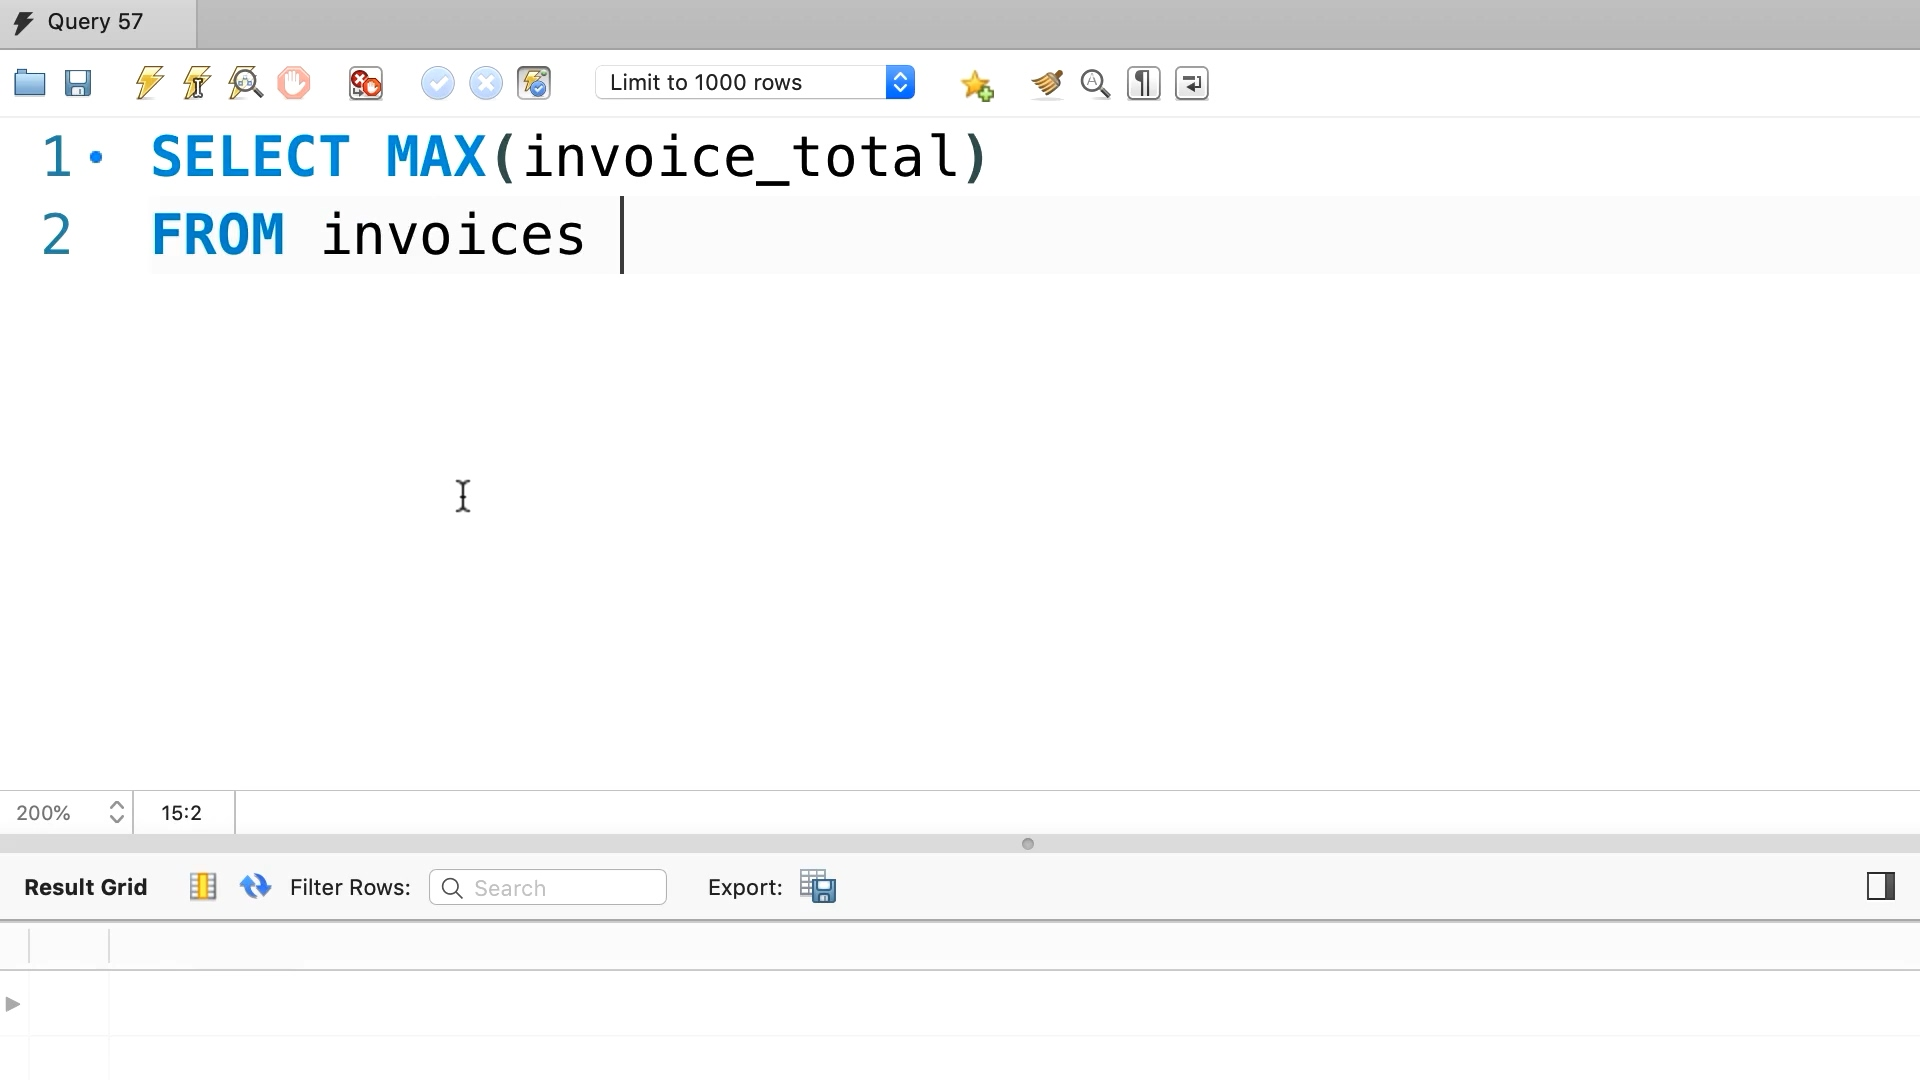 Query 57
Limit to 1000 rows
1 SELECT MAX(invoice_total)
2 FROM invoices
200% 15:2
Result Grid Filter Rows: Search Export: